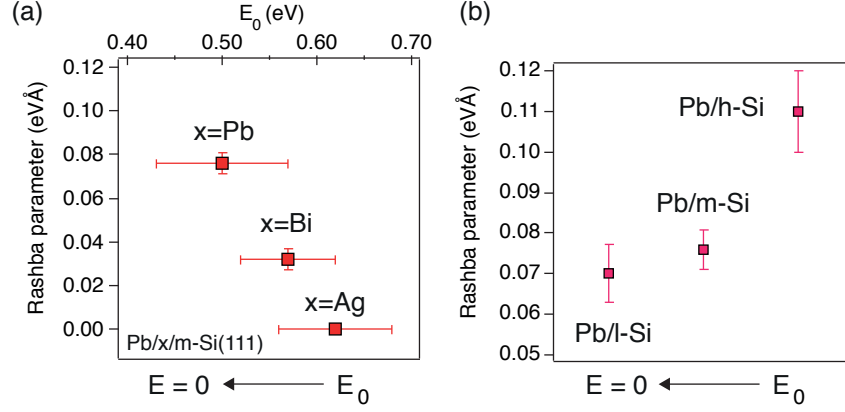 (a)
E₀ (eV)
0.40 0.50 0.60 0.70
Rashba parameter (eVÅ)
0.12
0.10
0.08
0.06
0.04
0.02
0.00
x=Pb
x=Bi
x=Ag
Pb/x/m-Si(111)
E = 0 ← E₀
(b)
Rashba parameter (eVÅ)
0.12
0.11
0.10
0.09
0.08
0.07
0.06
0.05
Pb/h-Si
Pb/m-Si
Pb/l-Si
E = 0 ← E₀